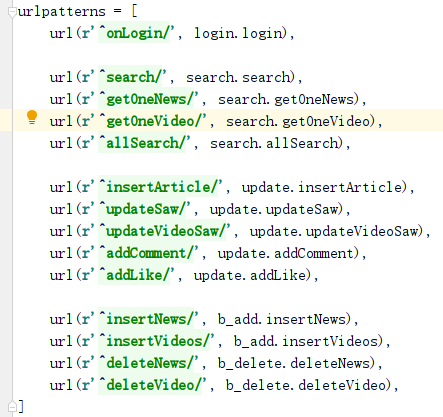 urlpatterns = [
url(r'^onLogin/', login.login),
url(r'^search/', search.search),
url(r'^getOneNews/', search.getOneNews),
url(r'^getOneVideo/', search.getOneVideo),
url(r'^allSearch/', search.allSearch),
url(r'^insertArticle/', update.insertArticle),
url(r'^updateSaw/', update.updateSaw),
url(r'^updateVideoSaw/', update.updateVideoSaw),
url(r'^addComment/', update.addComment),
url(r'^addLike/', update.addLike),
url(r'^insertNews/', b_add.insertNews),
url(r'^insertVideos/', b_add.insertVideos),
url(r'^deleteNews/', b_delete.deleteNews),
url(r'^deleteVideo/', b_delete.deleteVideo),
]